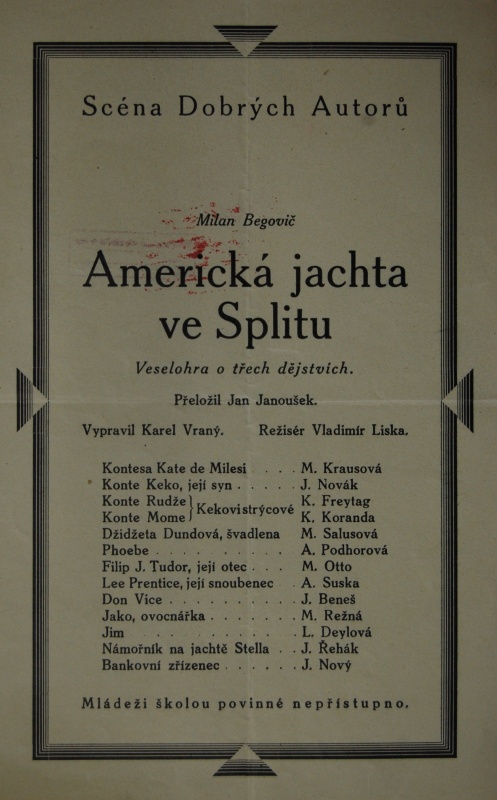 Scéna Dobrých Autorů
Milan Begovič
Americká jachta
ve Splitu
Veselohra o třech dějstvích.
Přeložil Jan Janoušek.
Vypravil Karel Vraný. Režisér Vladimír Liska.
Kontesa Kate de Milesi . . . . M. Krausová
Konte Keko, její syn . . . . . J. Novák
Konte Rudže } Kekovi strýcové K. Freytag
Konte Mome } K. Koranda
Džidžeta Dundová, švadlena M. Salusová
Phoebe . . . . . . . . . . A. Podhorová
Filip J. Tudor, její otec . . . M. Otto
Lee Prentice, její snoubenec A. Suska
Don Vice . . . . . . . . . . J. Beneš
Jako, ovocnářka . . . . . . . M. Režná
Jim . . . . . . . . . . . L. Deylová
Námořník na jachtě Stella . . J. Řehák
Bankovní zřízenec . . . . . . J. Nový
Mládeži školou povinné nepřístupno.